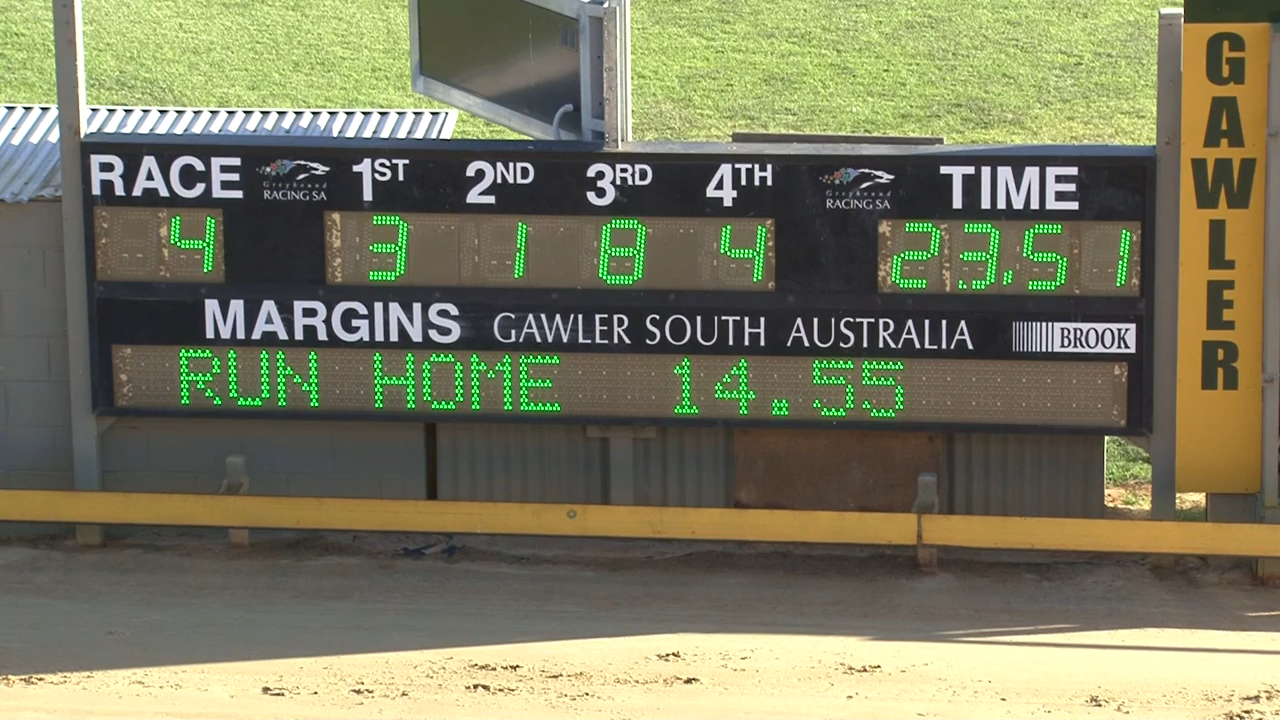 RACE Greyhound RACING SA 1ST 2ND 3RD 4TH Greyhound RACING SA TIME
4 3 1 8 4 23.51
MARGINS GAWLER SOUTH AUSTRALIA BROOK
RUN HOME 14.55
GAWLER